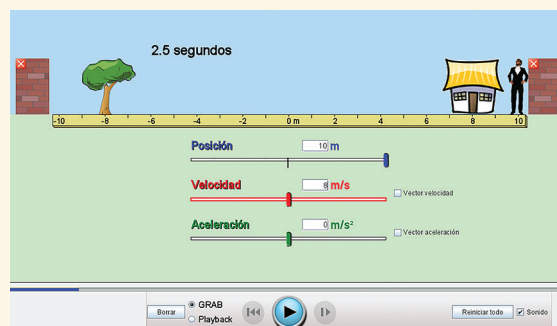 2.5 segundos
-10 -8 -6 -4 -2 0 m 2 4 6 8 10
Posición 10 m
Velocidad 8 m/s Vector velocidad
Aceleración 0 m/s² Vector aceleración
Borrar GRAB Playback Reiniciar todo Sonido